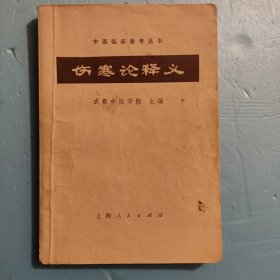 中医临床参考丛书
伤寒论释义
成都中医学院 主编
上海人民出版社